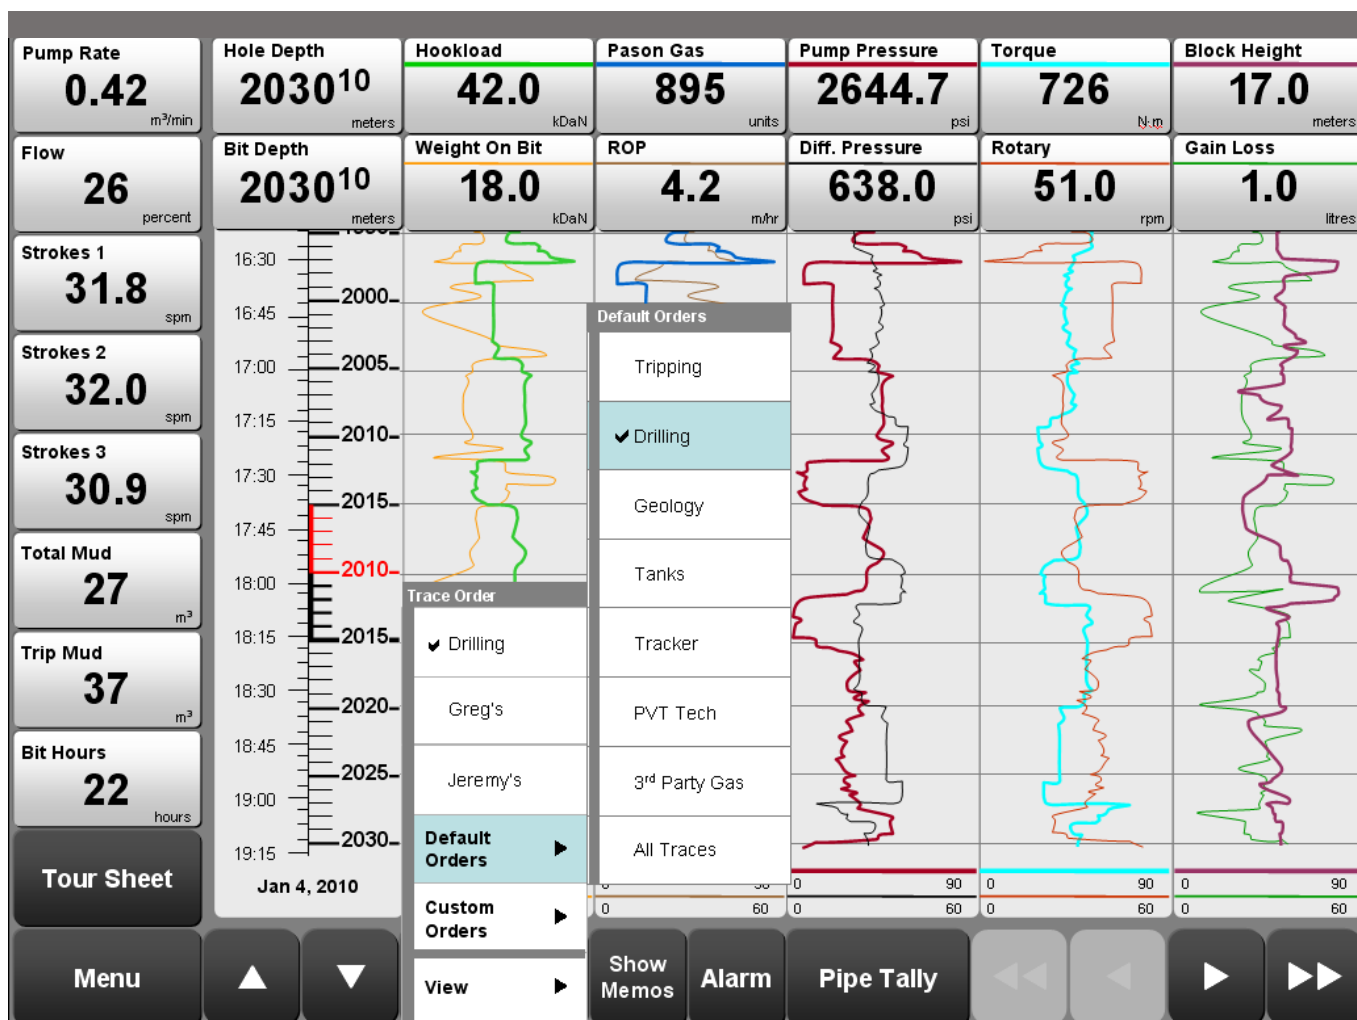 Pump Rate
0.42
m³/min
Hole Depth
2030¹⁰
meters
Hookload
42.0
kDaN
Pason Gas
895
units
Pump Pressure
2644.7
psi
Torque
726
N·m
Block Height
17.0
meters
Flow
26
percent
Bit Depth
2030¹⁰
meters
Weight On Bit
18.0
kDaN
ROP
4.2
m/hr
Diff. Pressure
638.0
psi
Rotary
51.0
rpm
Gain Loss
1.0
litres
Strokes 1
31.8
spm
Strokes 2
32.0
spm
Strokes 3
30.9
spm
Total Mud
27
m³
Trip Mud
37
m³
Bit Hours
22
hours
16:30
16:45
17:00
17:15
17:30
17:45
18:00
18:15
18:30
18:45
19:00
19:15
2000
2005
2010
2015
2010
2015
2020
2025
2030
Jan 4, 2010
Trace Order
Drilling
Greg's
Jeremy's
Default
Orders
Custom
Orders
View
Default Orders
Tripping
Drilling
Geology
Tanks
Tracker
PVT Tech
3rd Party Gas
All Traces
0 60
0 90
0 60
0 90
0 60
0 90
0 60
Tour Sheet
Menu
Show
Memos
Alarm
Pipe Tally